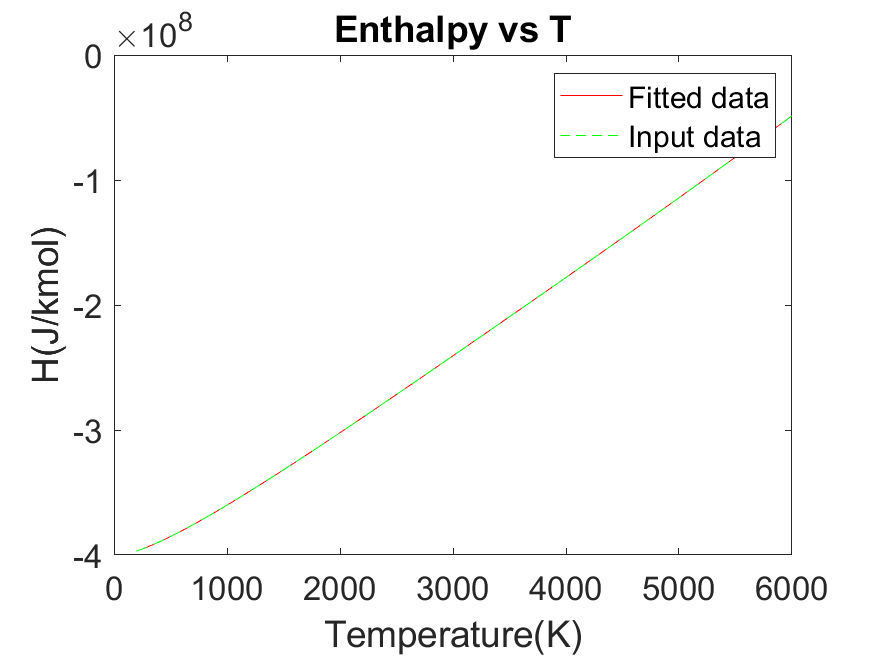 Enthalpy vs T
×10^8
Fitted data
Input data
0
-1
-2
-3
-4
H(J/kmol)
0 1000 2000 3000 4000 5000 6000
Temperature(K)